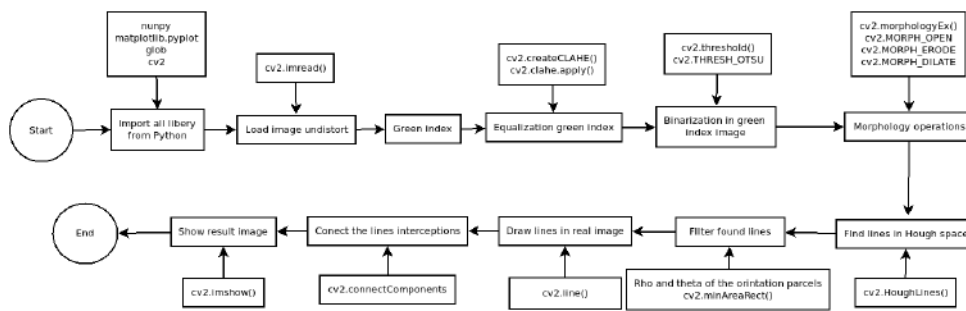 nunpy
matplotlib.pyplot
glob
cv2
cv2.imread()
cv2.createCLAHE()
cv2.clahe.apply()
cv2.threshold()
cv2.THRESH_OTSU
cv2.morphologyEx()
cv2.MORPH_OPEN
cv2.MORPH_ERODE
cv2.MORPH_DILATE
Start
Import all libery
from Python
Load image undistort
Green index
Equalization green index
Binarization in green
index image
Morphology operations
End
Show result image
Conect the lines interceptions
Draw lines in real image
Filter found lines
Find lines in Hough space
cv2.imshow()
cv2.connectComponents
cv2.line()
Rho and theta of the orintation parcels
cv2.minAreaRect()
cv2.HoughLines()